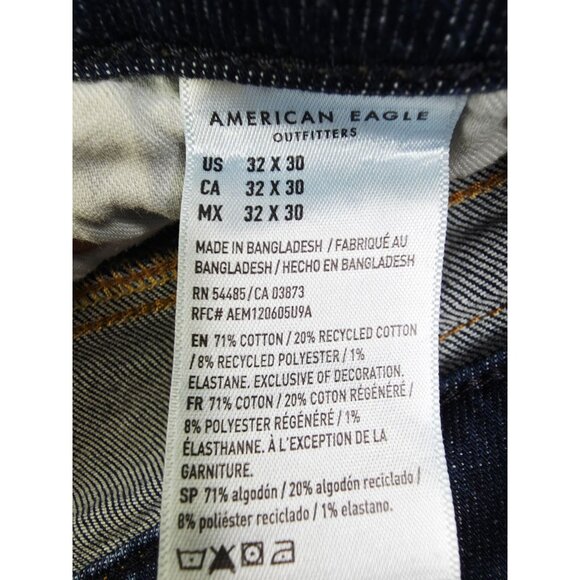 AMERICAN EAGLE
OUTFITTERS
US 32 X 30
CA 32 X 30
MX 32 X 30
MADE IN BANGLADESH / FABRIQUÉ AU
BANGLADESH / HECHO EN BANGLADESH
RN 54485/CA 03873
RFC# AEM120605U9A
EN 71% COTTON / 20% RECYCLED COTTON
/ 8% RECYCLED POLYESTER / 1%
ELASTANE. EXCLUSIVE OF DECORATION.
FR 71% COTON / 20% COTON RÉGÉNÉRÉ /
8% POLYESTER RÉGÉNÉRÉ / 1%
ÉLASTHANNE. À L'EXCEPTION DE LA
GARNITURE.
SP 71% algodón / 20% algodón reciclado /
8% poliéster reciclado / 1% elastano.